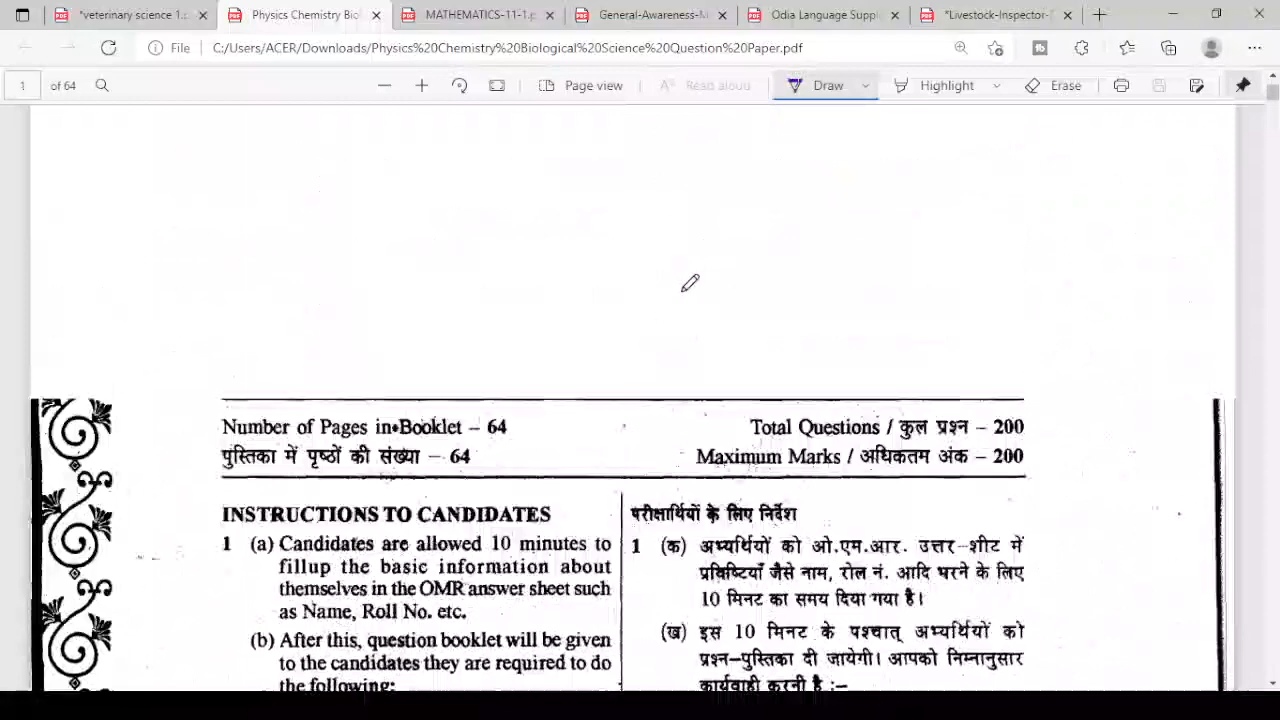 *veterinary science 1.p
Physics Chemistry Biol
MATHEMATICS-11-1.p
General-Awareness-M
Odia Language Supp
*Livestock-Inspector-
File
C:/Users/ACER/Downloads/Physics%20Chemistry%20Biological%20Science%20Question%20Paper.pdf
1 of 64
Page view
Read aloud
Draw
Highlight
Erase
Number of Pages in Booklet – 64
Total Questions / कुल प्रश्न – 200
पुस्तिका में पृष्ठों की संख्या – 64
Maximum Marks / अधिकतम अंक – 200
INSTRUCTIONS TO CANDIDATES
1 (a) Candidates are allowed 10 minutes to
fillup the basic information about
themselves in the OMR answer sheet such
as Name, Roll No. etc.
(b) After this, question booklet will be given
to the candidates they are required to do
the following:
परीक्षार्थियों के लिए निर्देश
1 (क) अभ्यर्थियों को ओ.एम.आर. उत्तर-शीट में
प्रविष्टियाँ जैसे नाम, रोल नं. आदि भरने के लिए
10 मिनट का समय दिया गया है।
(ख) इस 10 मिनट के पश्चात् अभ्यर्थियों को
प्रश्न-पुस्तिका दी जायेगी। आपको निम्नानुसार
कार्यवाही करनी है :–